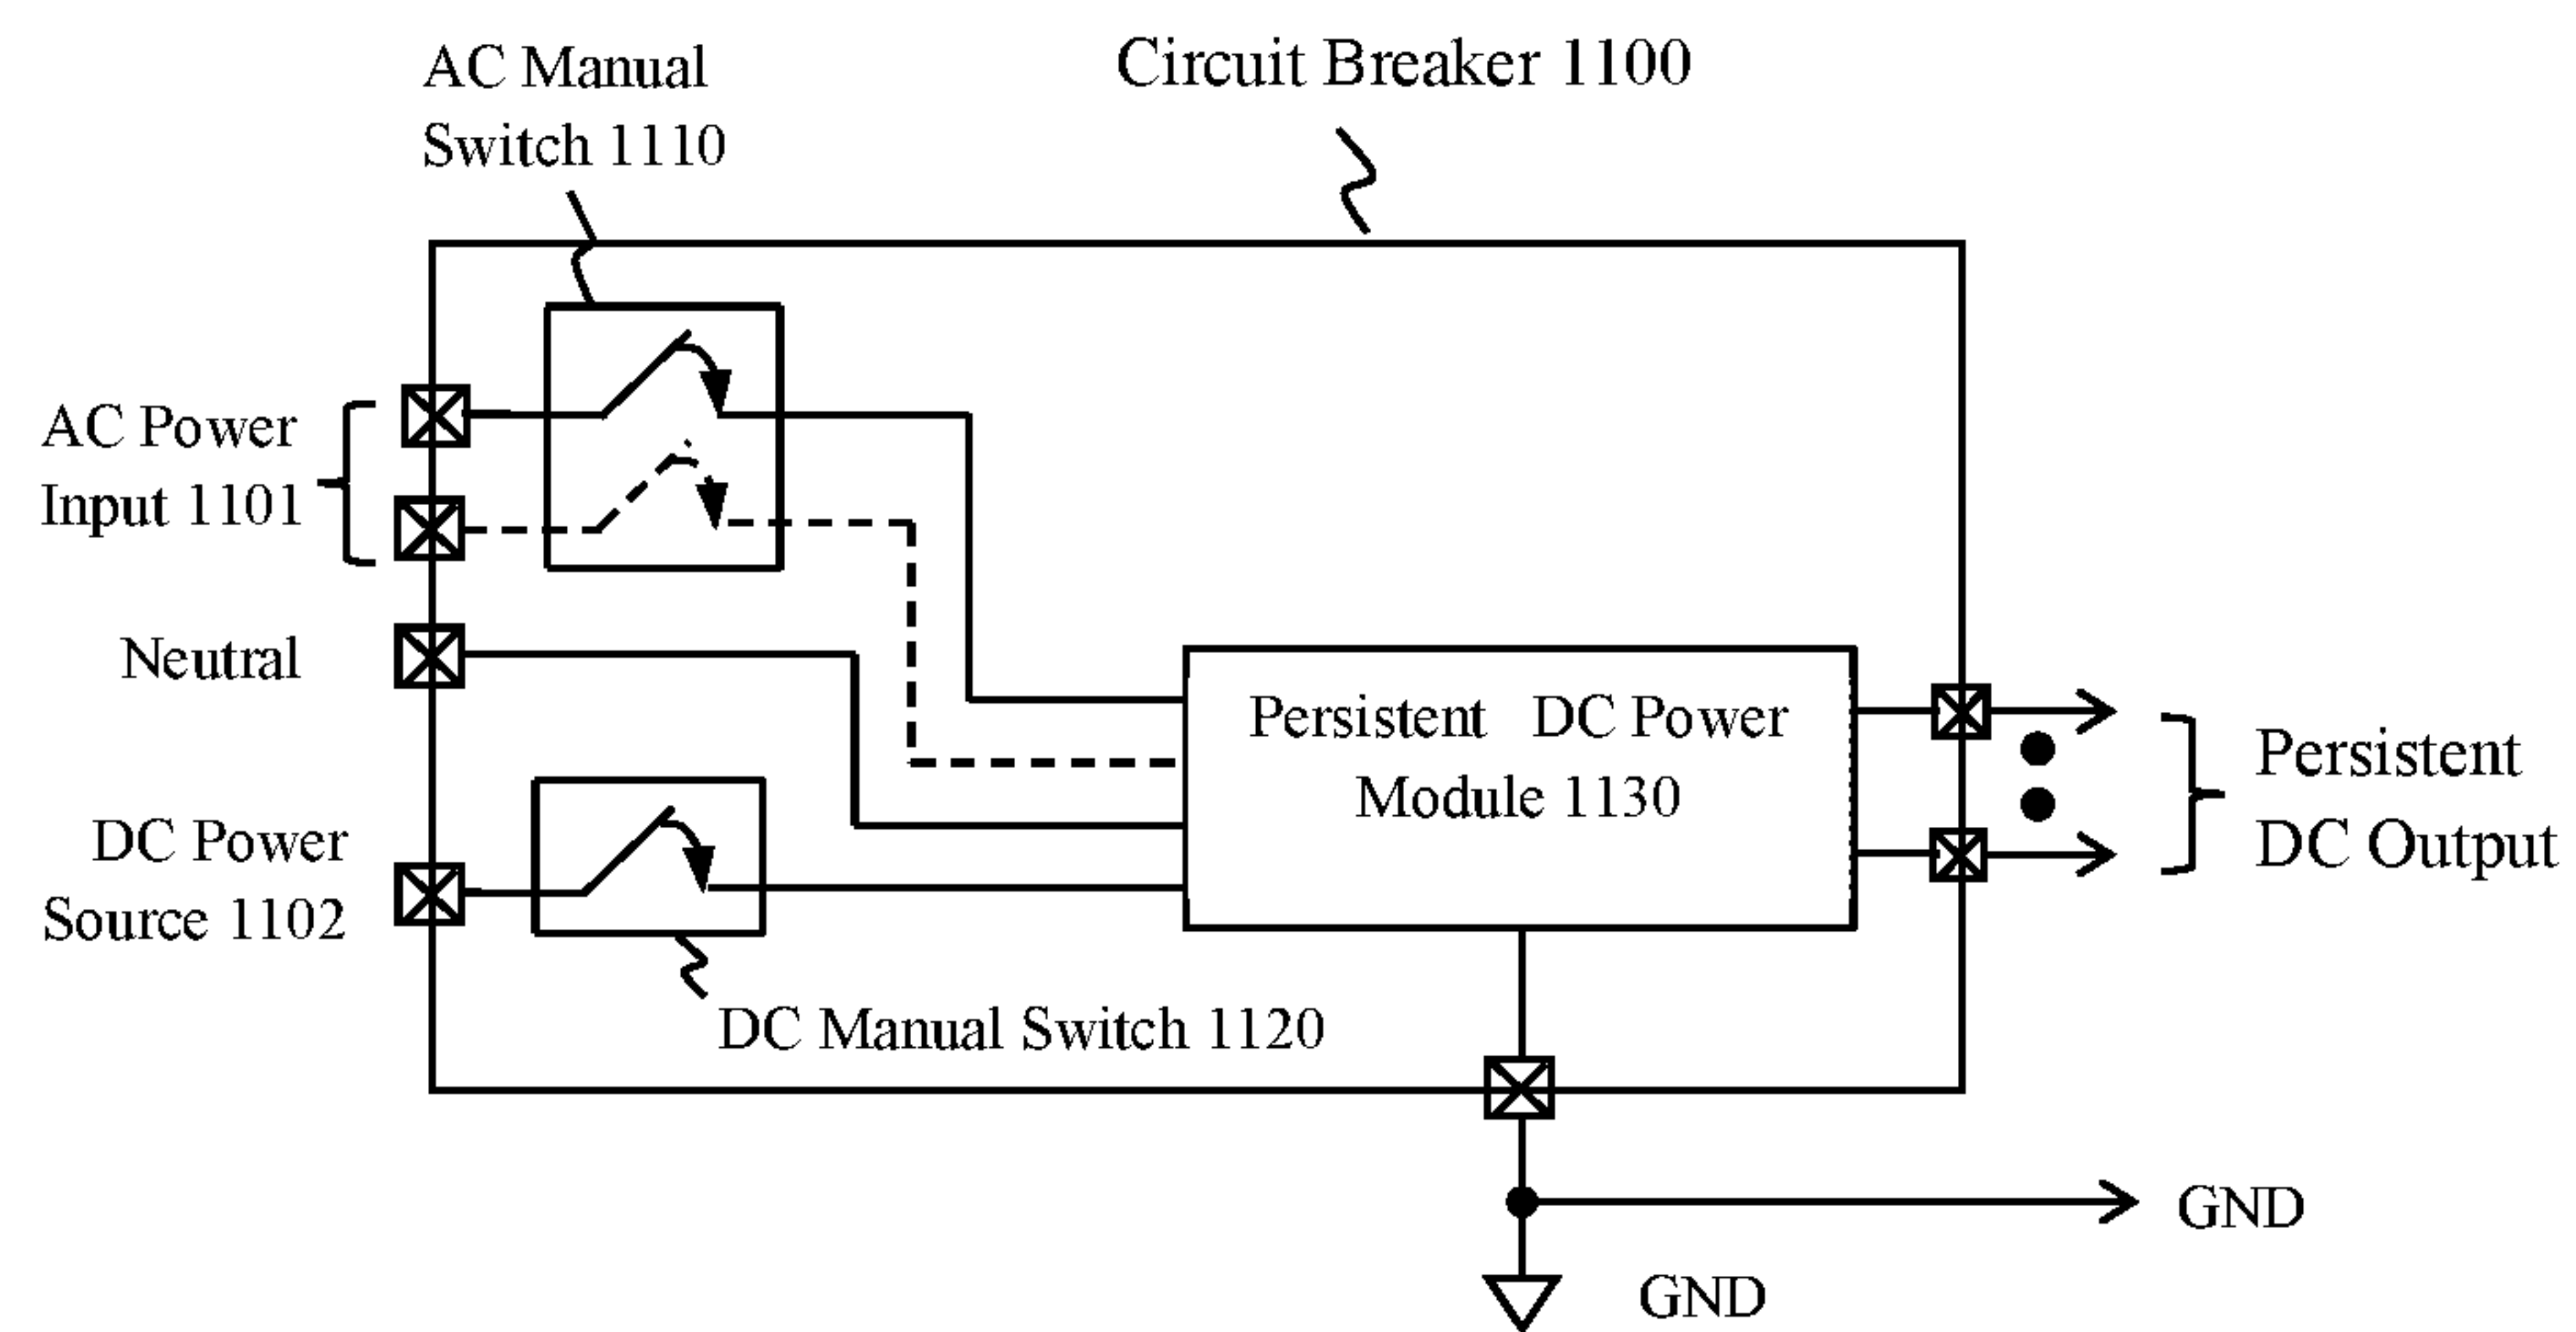 AC Manual
Switch 1110
Circuit Breaker 1100
AC Power
Input 1101
Neutral
DC Power
Source 1102
DC Manual Switch 1120
Persistent DC Power
Module 1130
Persistent
DC Output
GND
GND